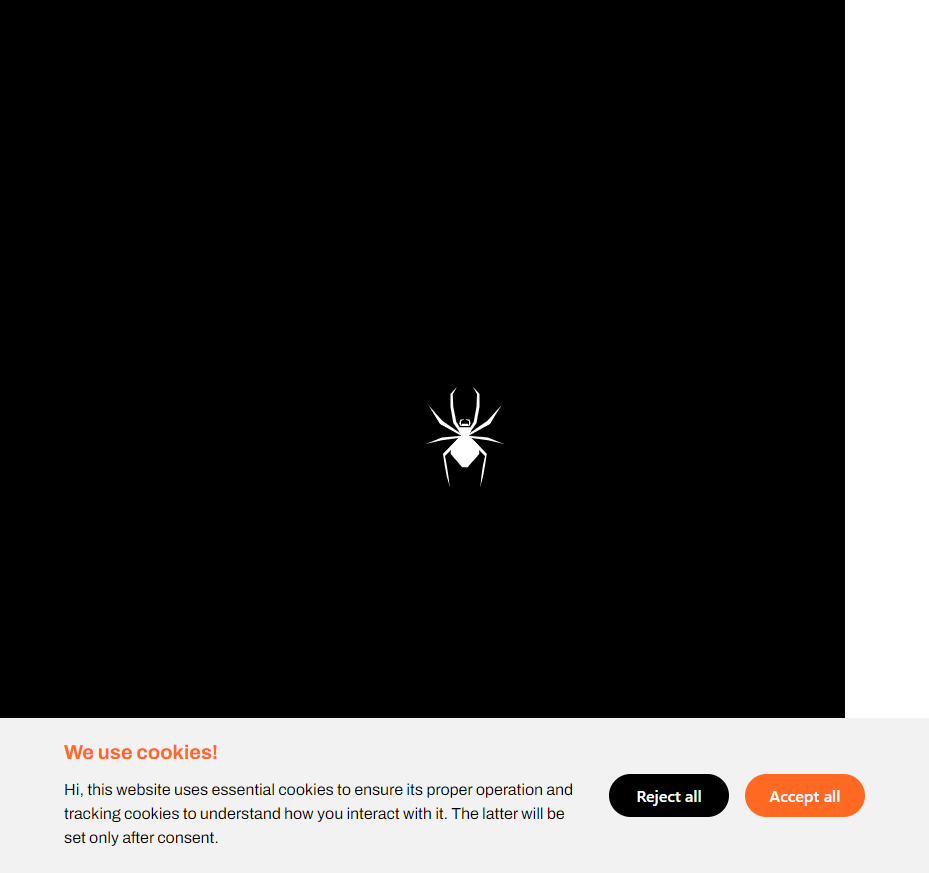 We use cookies!
Hi, this website uses essential cookies to ensure its proper operation and
tracking cookies to understand how you interact with it. The latter will be
set only after consent.
Reject all
Accept all